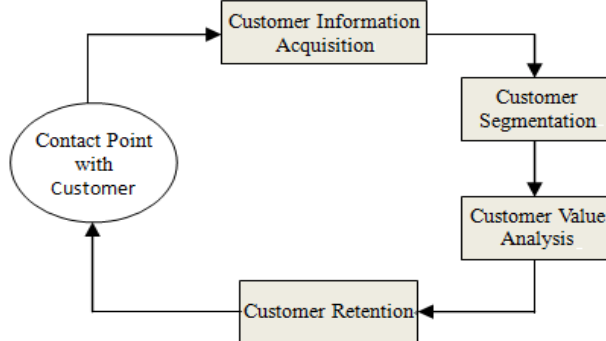 Customer Information
Acquisition
Customer
Segmentation
Contact Point
with
Customer
Customer Value
Analysis
Customer Retention